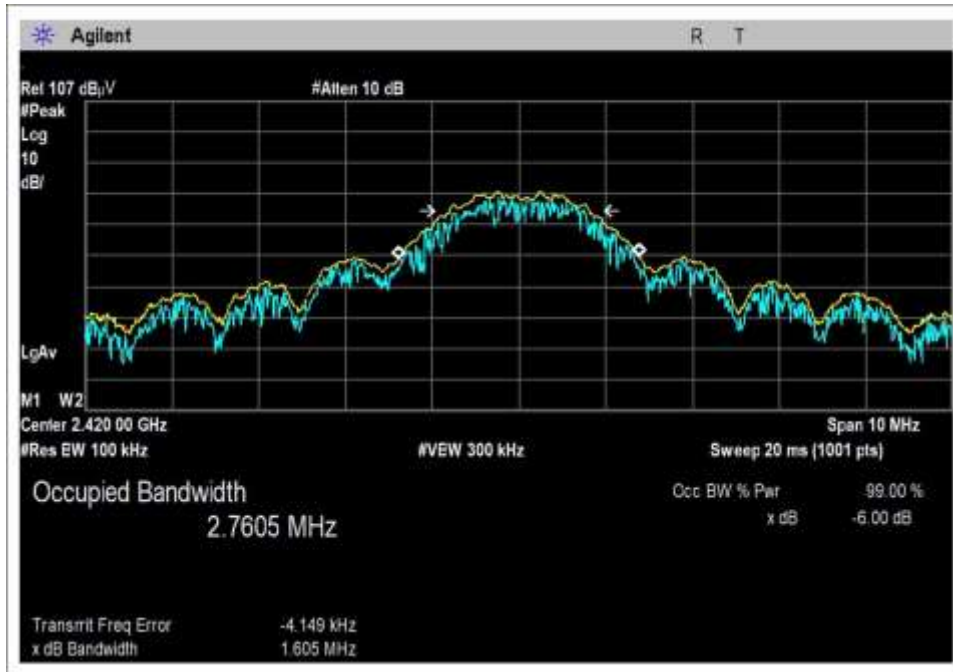 Agilent R T
Ref 107 dBµV #Atten 10 dB
#Peak
Log
10
dB/
LgAv
M1 W2
Center 2.420 00 GHz Span 10 MHz
#Res BW 100 kHz #VBW 300 kHz Sweep 20 ms (1001 pts)
Occupied Bandwidth Occ BW % Pwr 99.00 %
2.7605 MHz x dB -6.00 dB
Transmit Freq Error -4.149 kHz
x dB Bandwidth 1.605 MHz